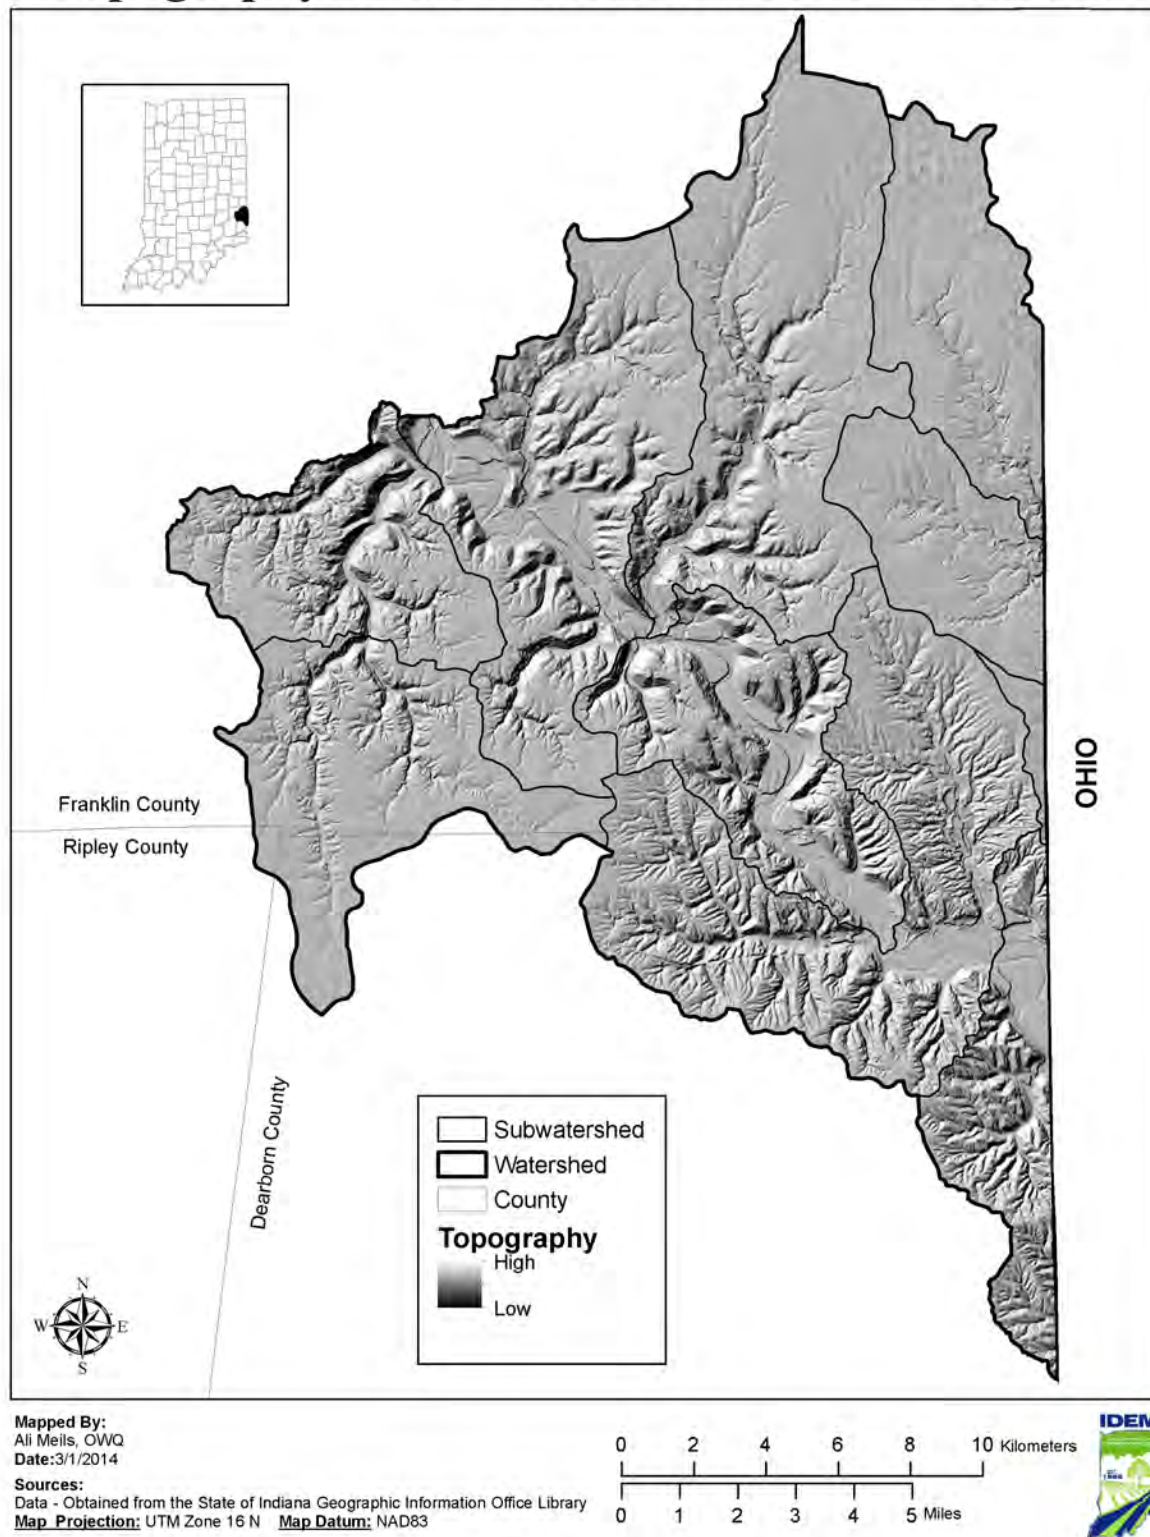 OHIO
Franklin County
Ripley County
Dearborn County
Subwatershed
Watershed
County
Topography
High
Low
N
W E
S
Mapped By:
Ali Meils, OWQ
Date:3/1/2014
Sources:
Data - Obtained from the State of Indiana Geographic Information Office Library
Map Projection: UTM Zone 16 N Map Datum: NAD83
0 2 4 6 8 10 Kilometers
0 1 2 3 4 5 Miles
IDEM